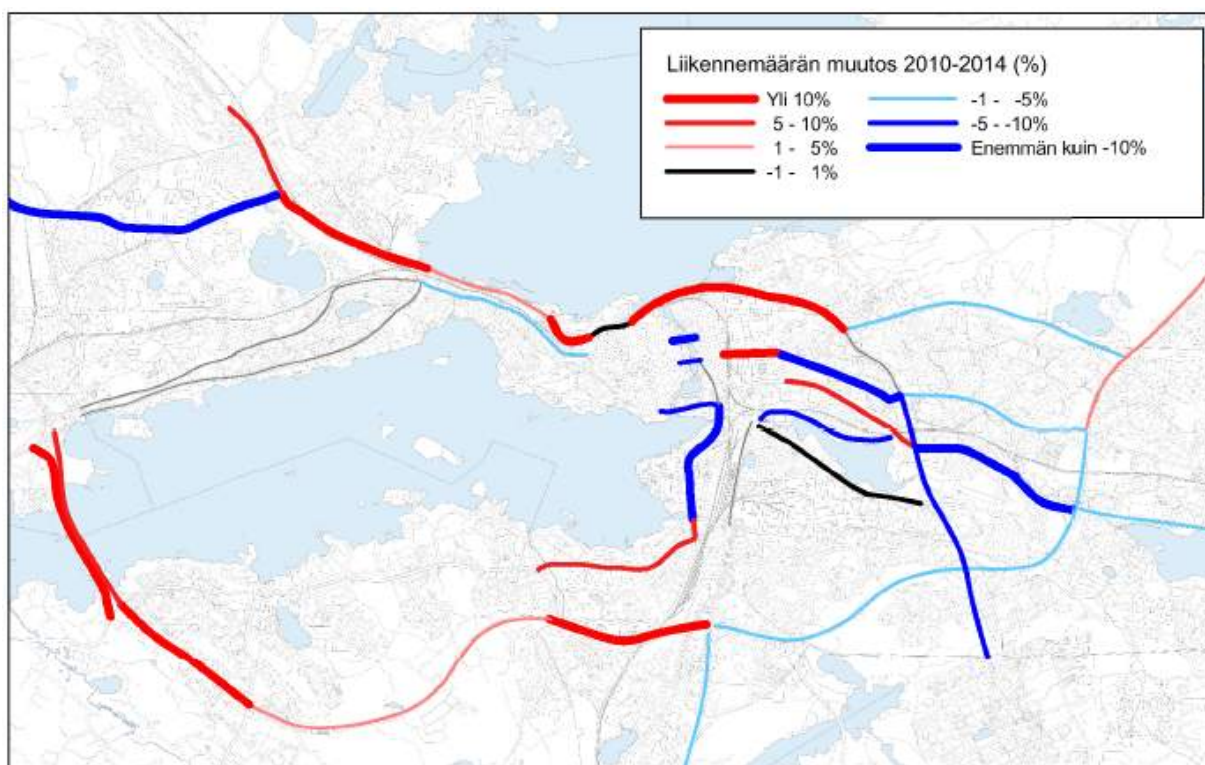 Liikennemäärän muutos 2010-2014 (%)
Yli 10%
5 - 10%
1 - 5%
-1 - 1%
-1 - -5%
-5 - -10%
Enemmän kuin -10%